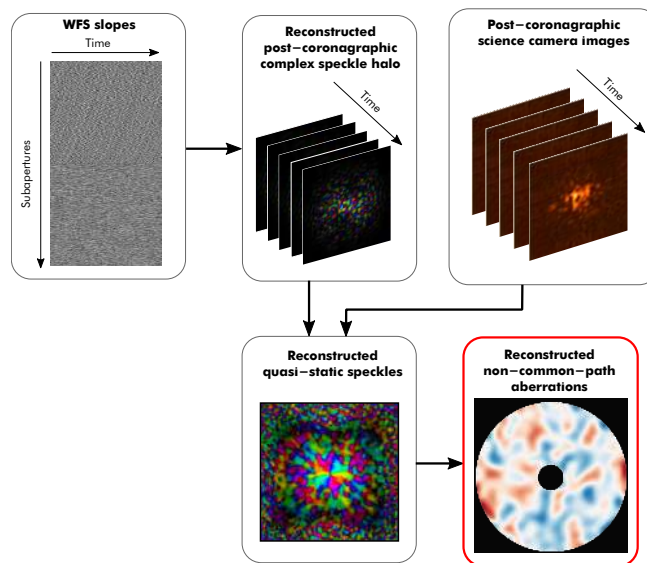 WFS slopes
Time
Subapertures
Reconstructed
post−coronagraphic
complex speckle halo
Time
Post−coronagraphic
science camera images
Time
Reconstructed
quasi−static speckles
Reconstructed
non−common−path
aberrations